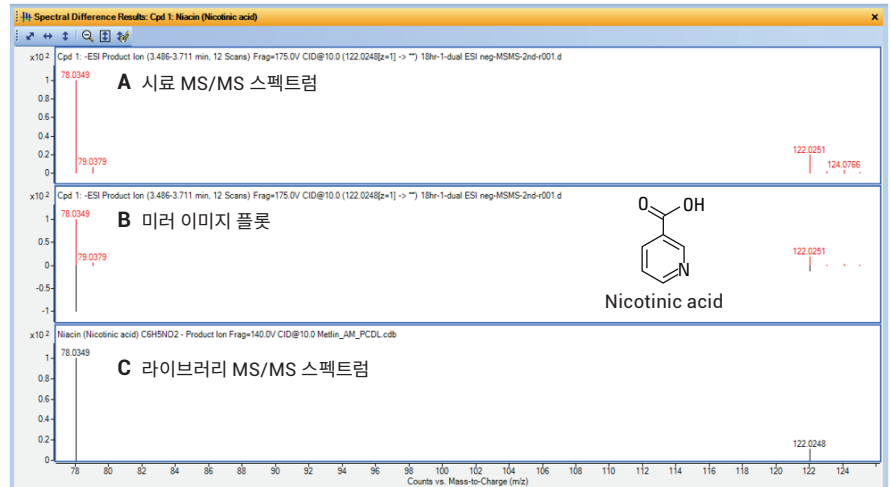 Spectral Difference Results: Cpd 1: Niacin (Nicotinic acid)
x10 2
Cpd 1: -ESI Product Ion (3.486-3.711 min, 12 Scans) Frag=175.0V CID@10.0 (122.0248[z=1] -> **) 18hr-1-dual ESI neg-MSMS-2nd-r001.d
A 시료 MS/MS 스펙트럼
78.0349
79.0379
122.0251
124.0766
1
0.8
0.6
0.4
0.2
0
x10 2
Cpd 1: -ESI Product Ion (3.486-3.711 min, 12 Scans) Frag=175.0V CID@10.0 (122.0248[z=1] -> **) 18hr-1-dual ESI neg-MSMS-2nd-r001.d
B 미러 이미지 플롯
78.0349
79.0379
122.0251
1
0.5
0
-0.5
-1
O
OH
N
Nicotinic acid
x10 2
Niacin (Nicotinic acid) C6H5NO2 - Product Ion Frag=140.0V CID@10.0 Metlin_AM_PCDL.cdb
C 라이브러리 MS/MS 스펙트럼
78.0349
122.0248
1
0.8
0.6
0.4
0.2
0
78 80 82 84 86 88 90 92 94 96 98 100 102 104 106 108 110 112 114 116 118 120 122 124
Counts vs. Mass-to-Charge (m/z)